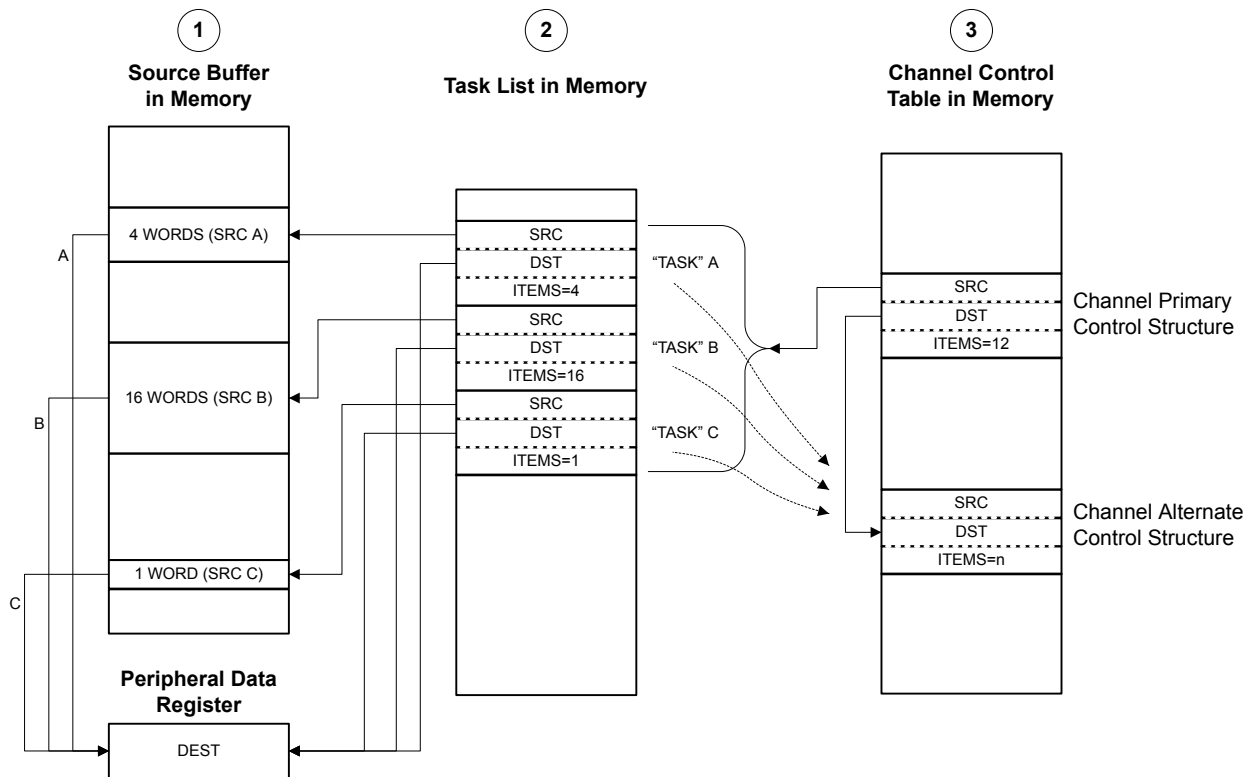 1
Source Buffer
in Memory
4 WORDS (SRC A)
16 WORDS (SRC B)
1 WORD (SRC C)
A
B
C
Peripheral Data
Register
DEST
2
Task List in Memory
SRC
DST
ITEMS=4
SRC
DST
ITEMS=16
SRC
DST
ITEMS=1
“TASK” A
“TASK” B
“TASK” C
3
Channel Control
Table in Memory
SRC
DST
ITEMS=12
Channel Primary
Control Structure
SRC
DST
ITEMS=n
Channel Alternate
Control Structure